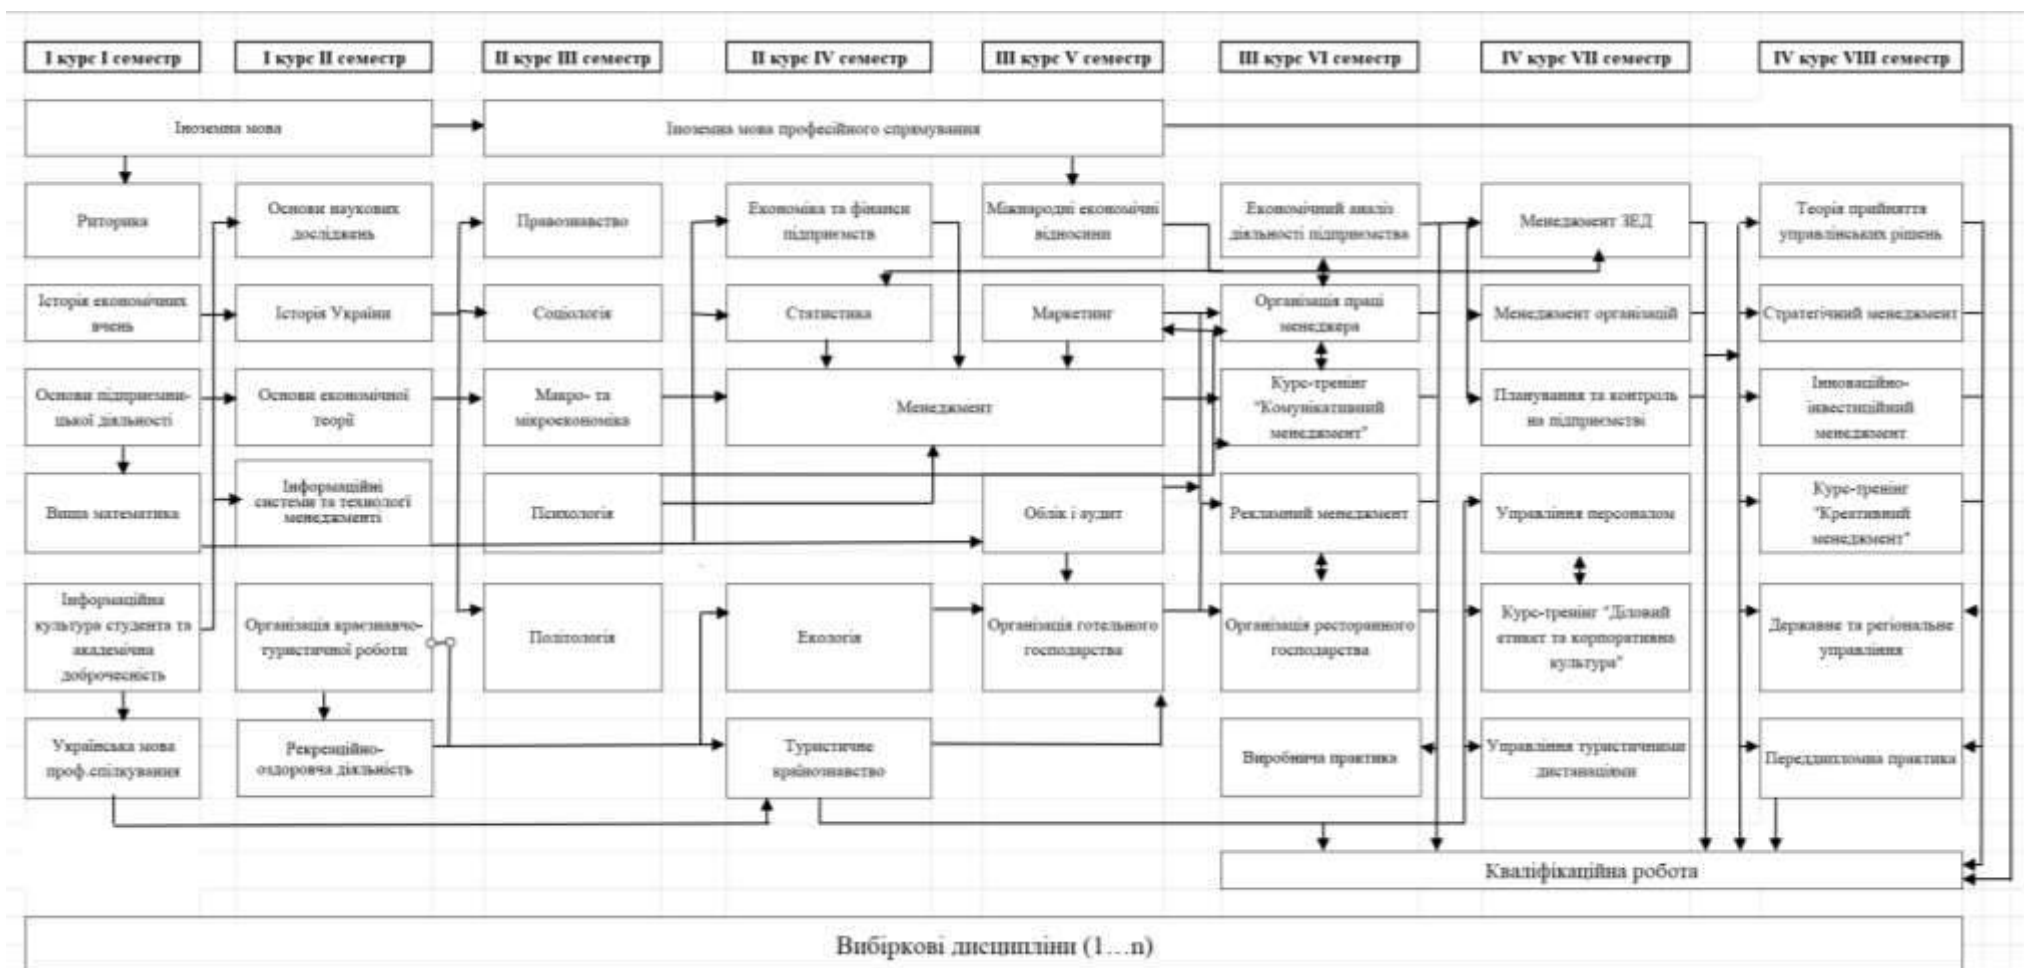 І курс І семестр
І курс ІІ семестр
ІІ курс ІІІ семестр
ІІ курс IV семестр
ІІІ курс V семестр
ІІІ курс VI семестр
IV курс VII семестр
IV курс VIII семестр
Іноземна мова
Іноземна мова професійного спрямування
Риторика
Основи наукових
досліджень
Правознавство
Економіка та фінанси
підприємств
Міжнародні економічні
відносини
Економічний аналіз
діяльності підприємства
Менеджмент ЗЕД
Теорія прийняття
управлінських рішень
Історія економічних
вчень
Історія України
Соціологія
Статистика
Маркетинг
Організація праці
менеджера
Менеджмент організацій
Стратегічний менеджмент
Основи підприємни-
цької діяльності
Основи економічної
теорії
Макро- та
мікроекономіка
Менеджмент
Курс-тренінг
"Комунікативний
менеджмент"
Планування та контроль
на підприємстві
Інноваційно-
інвестиційний
менеджмент
Вища математика
Інформаційні
системи та технології
менеджменті
Психологія
Облік і аудит
Рекламний менеджмент
Управління персоналом
Курс-тренінг
"Креативний
менеджмент"
Інформаційна
культура студента та
академічна
доброчесність
Організація краєзнавчо-
туристичної роботи
Політологія
Екологія
Організація готельного
господарства
Організація ресторанного
господарства
Курс-тренінг "Діловий
етикет та корпоративна
культура"
Державне та регіональне
управління
Українська мова
проф.спілкування
Рекреаційно-
оздоровча діяльність
Туристичне
країнознавство
Виробнича практика
Управління туристичними
дистанаціями
Переддипломна практика
Кваліфікаційна робота
Вибіркові дисципліни (1…n)